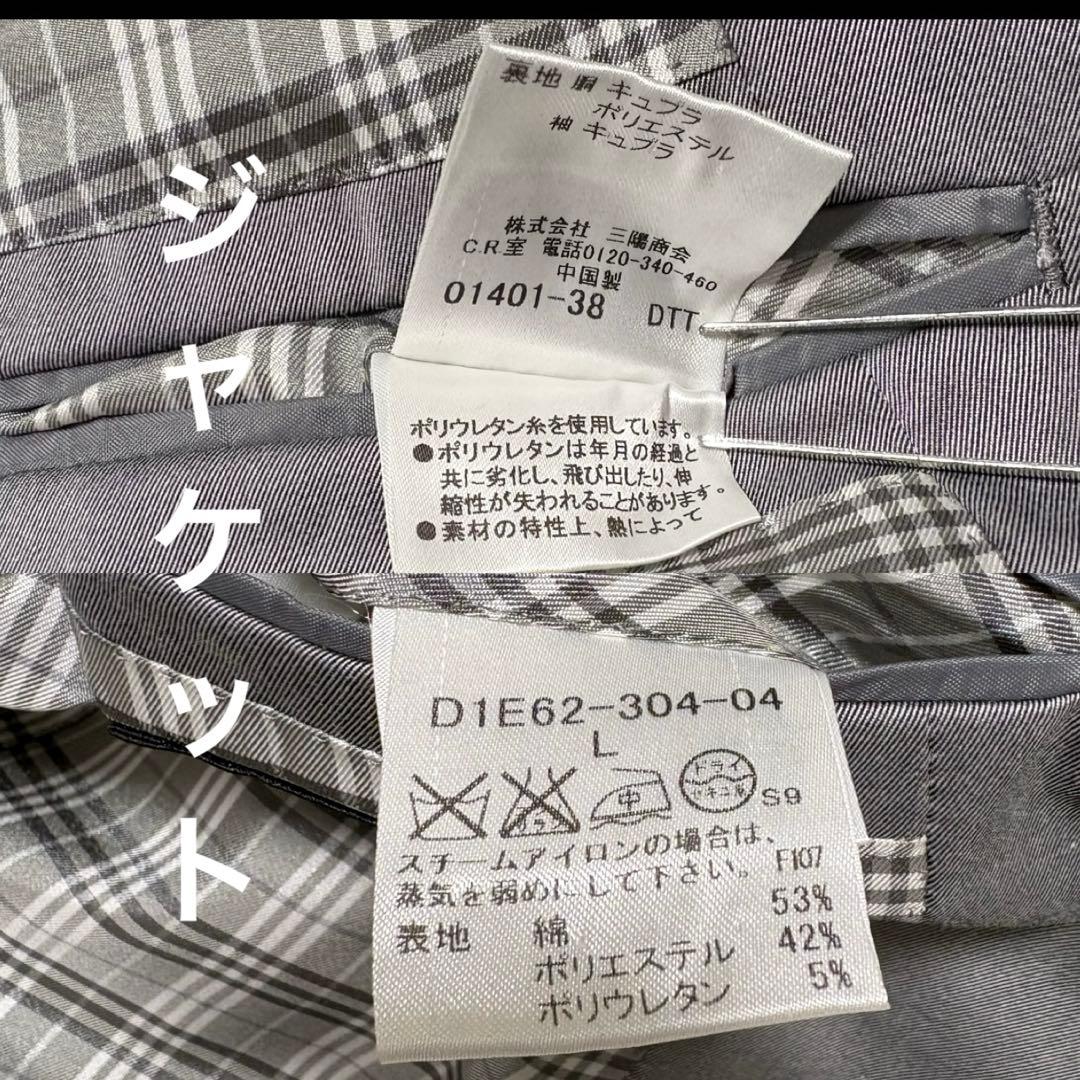 ジャケット
裏地 胴 キュプラ
ポリエステル
袖 キュプラ
株式会社 三陽商会
C.R.室 電話0120-340-460
中国製
01401-38 DTT
ポリウレタン糸を使用しています。
●ポリウレタンは年月の経過と
共に劣化し、飛び出したり、伸
縮性が失われることがあります。
●素材の特性上、熱によって
D1E62-304-04
L
中
ドライ
セキユ系
S9
スチームアイロンの場合は、
蒸気を弱めにして下さい。 F107
表地 綿 53%
ポリエステル 42%
ポリウレタン 5%